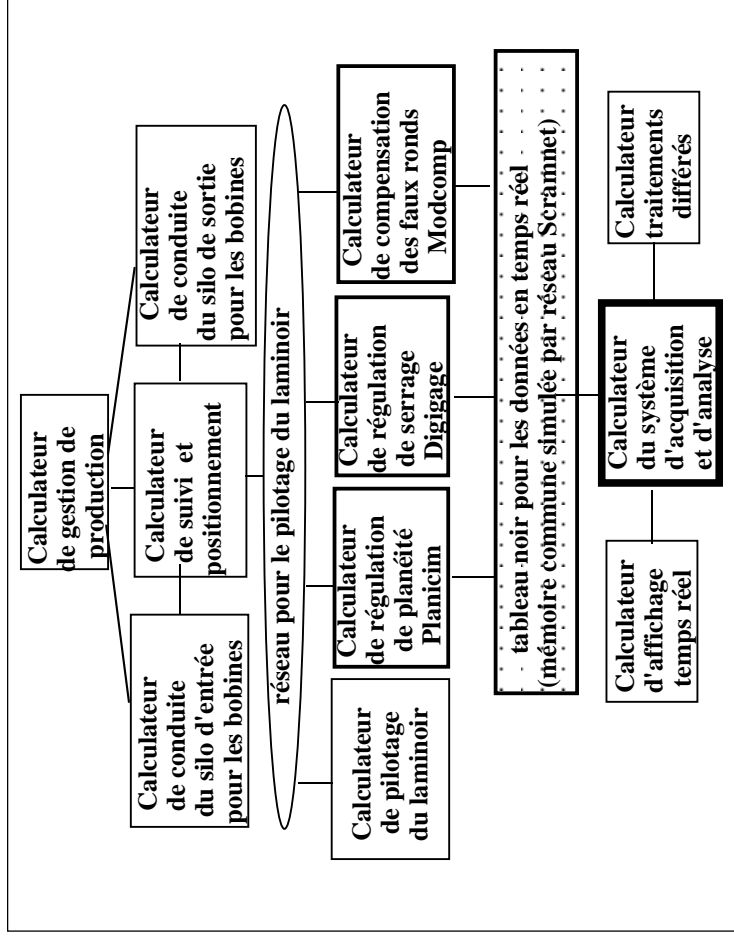 Calculateur
de gestion de
production
Calculateur
de conduite
du silo d'entrée
pour les bobines
Calculateur
de suivi et
positionnement
Calculateur
de conduite
du silo de sortie
pour les bobines
réseau pour le pilotage du laminoir
Calculateur
de pilotage
du laminoir
Calculateur
de régulation
de planéité
Planicim
Calculateur
de régulation
de serrage
Digigage
Calculateur
de compensation
des faux ronds
Modcomp
tableau noir pour les données en temps réel
(mémoire commune simulée par réseau Scramnet)
Calculateur
d'affichage
temps réel
Calculateur
du système
d'acquisition
et d'analyse
Calculateur
traitements
différés